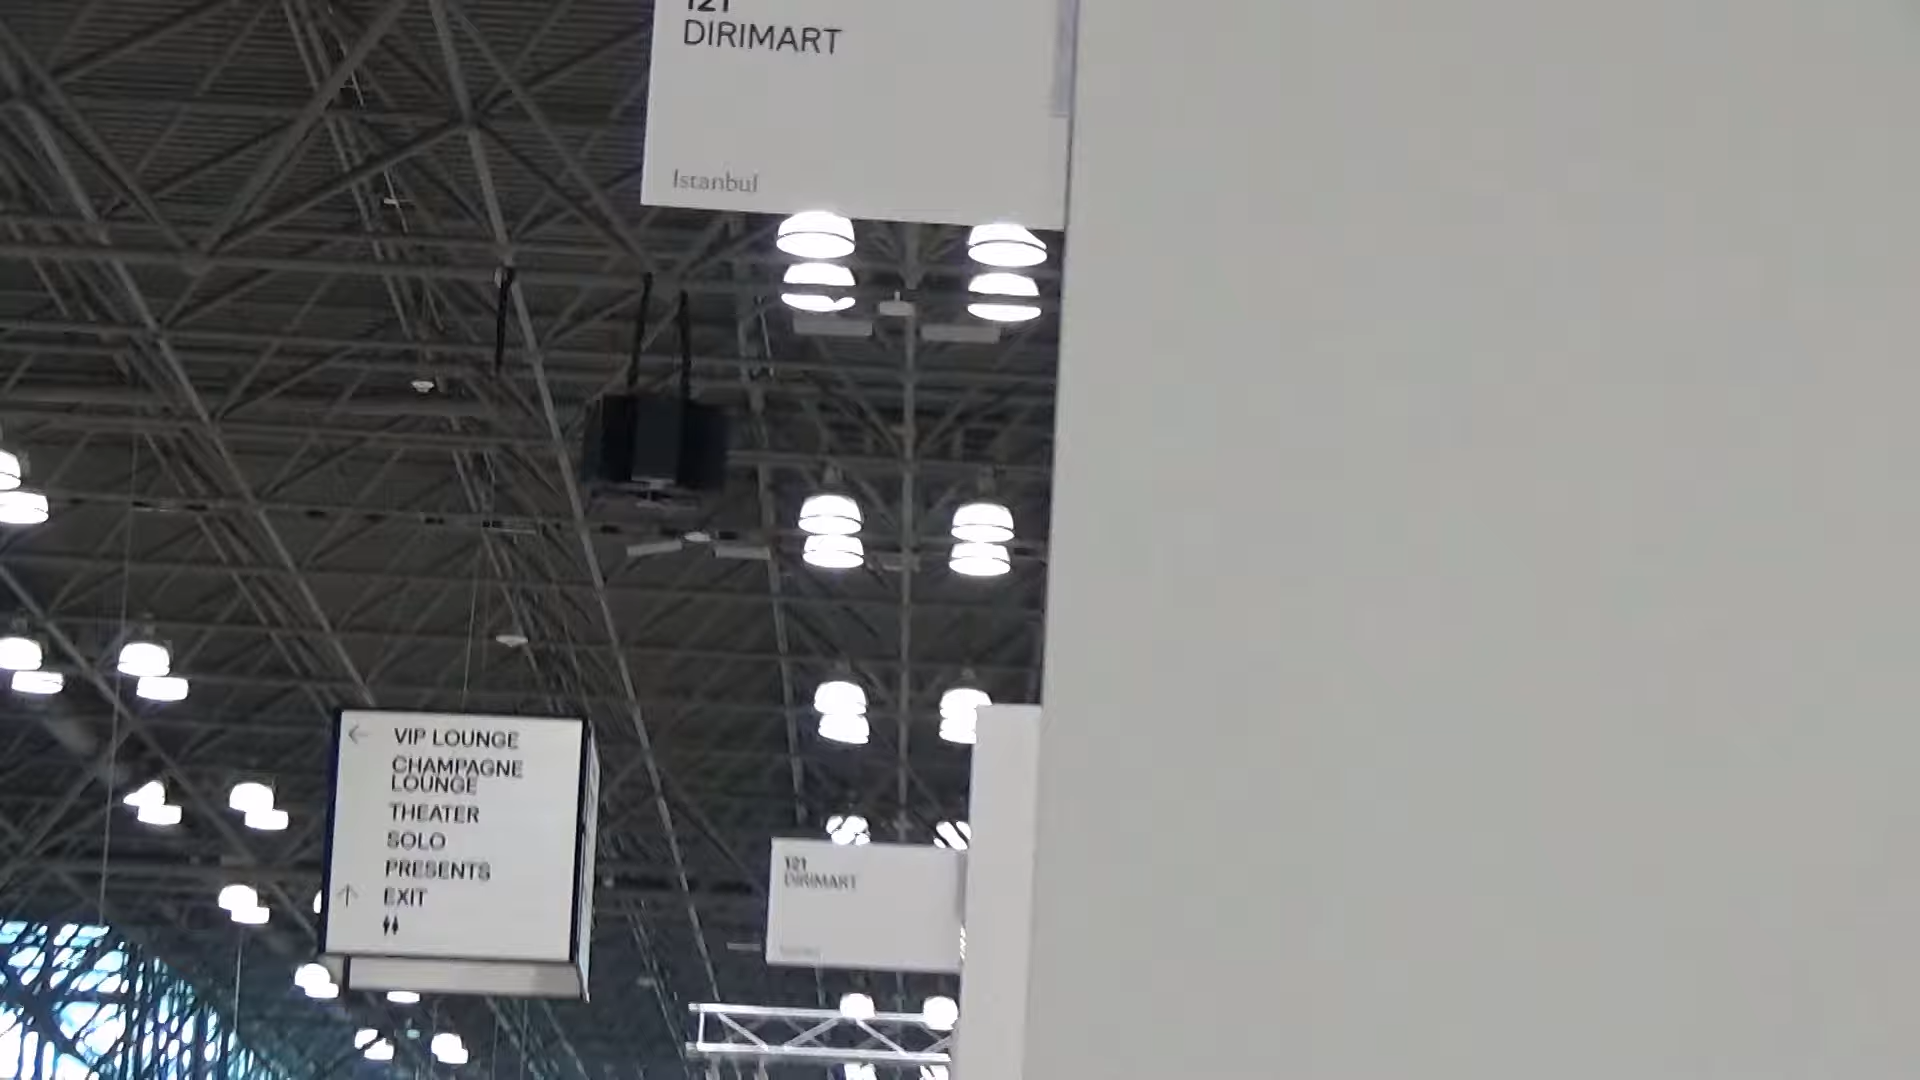 121
DIRIMART
Istanbul
← VIP LOUNGE
CHAMPAGNE
LOUNGE
THEATER
SOLO
PRESENTS
↑ EXIT
121
DIRIMART